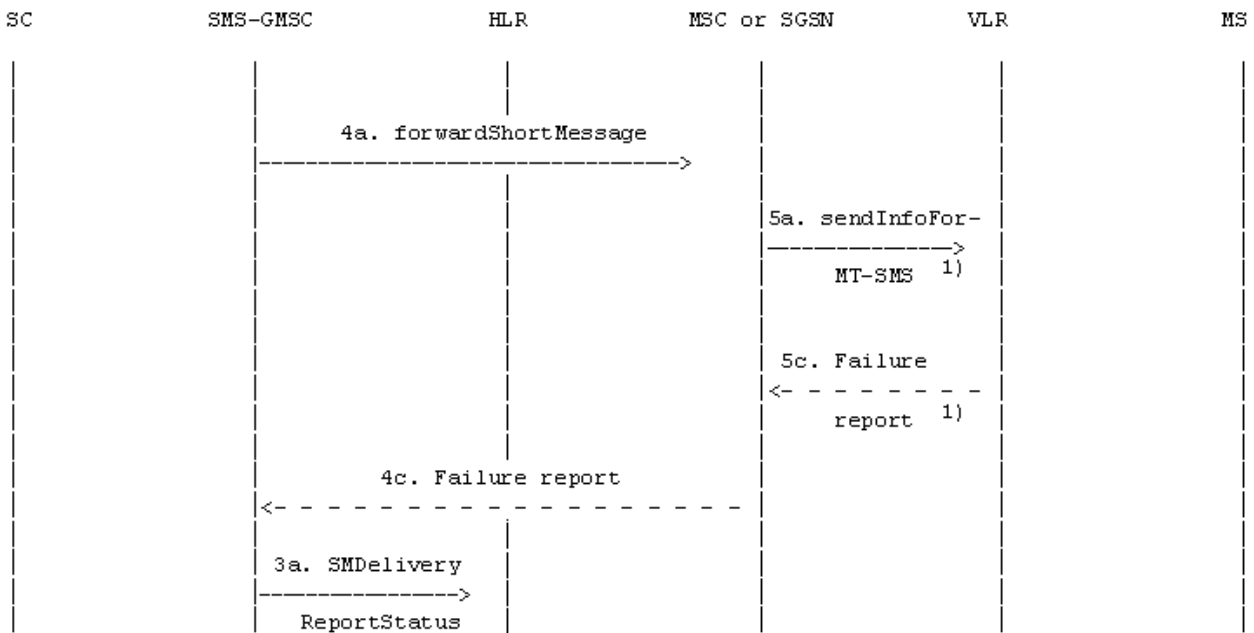 SC SMS-GMSC HLR MSC or SGSN VLR MS
4a. forwardShortMessage
5a. sendInfoFor-
MT-SMS 1)
5c. Failure
report 1)
4c. Failure report
3a. SMDelivery
ReportStatus